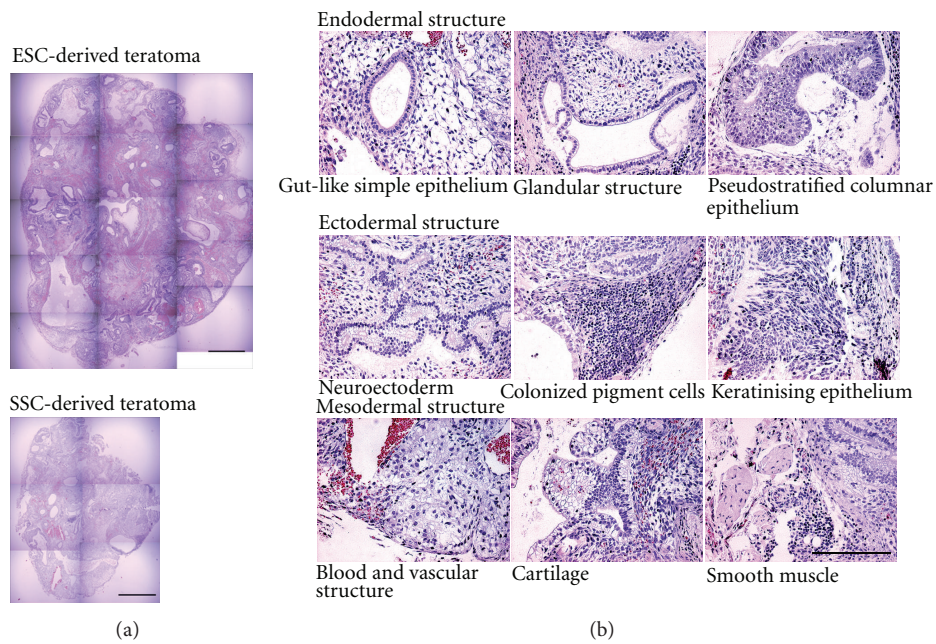 ESC-derived teratoma
SSC-derived teratoma
(a)
Endodermal structure
Gut-like simple epithelium
Glandular structure
Pseudostratified columnar
epithelium
Ectodermal structure
Neuroectoderm
Colonized pigment cells
Keratinising epithelium
Mesodermal structure
Blood and vascular
structure
Cartilage
Smooth muscle
(b)